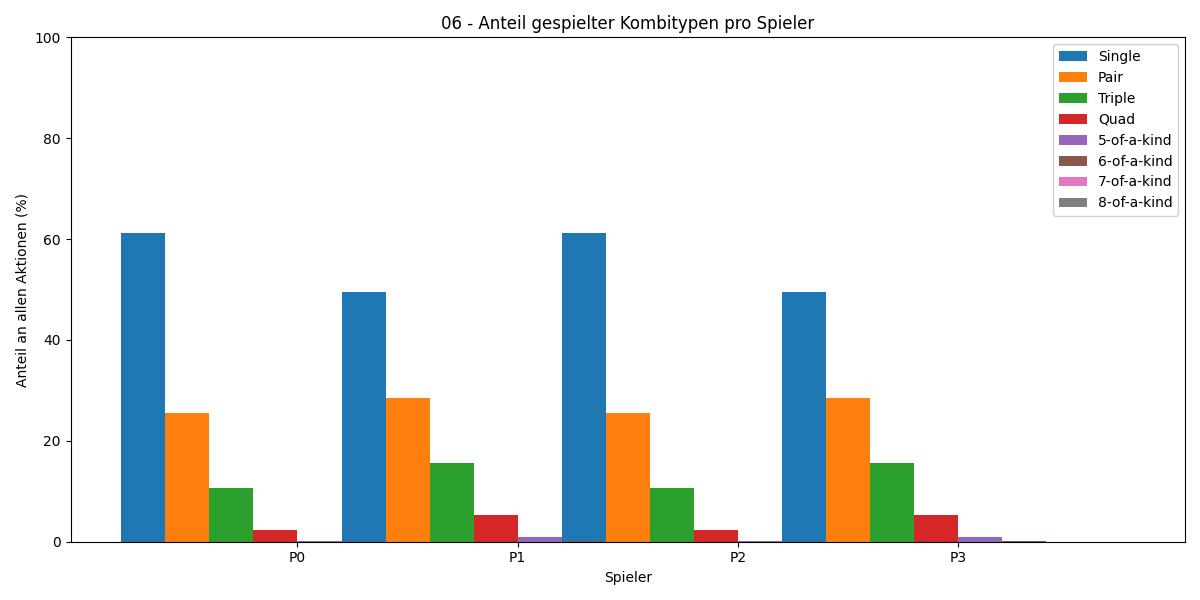 06 - Anteil gespielter Kombitypen pro Spieler
Anteil an allen Aktionen (%)
100
80
60
40
20
0
Single
Pair
Triple
Quad
5-of-a-kind
6-of-a-kind
7-of-a-kind
8-of-a-kind
P0 P1 P2 P3
Spieler